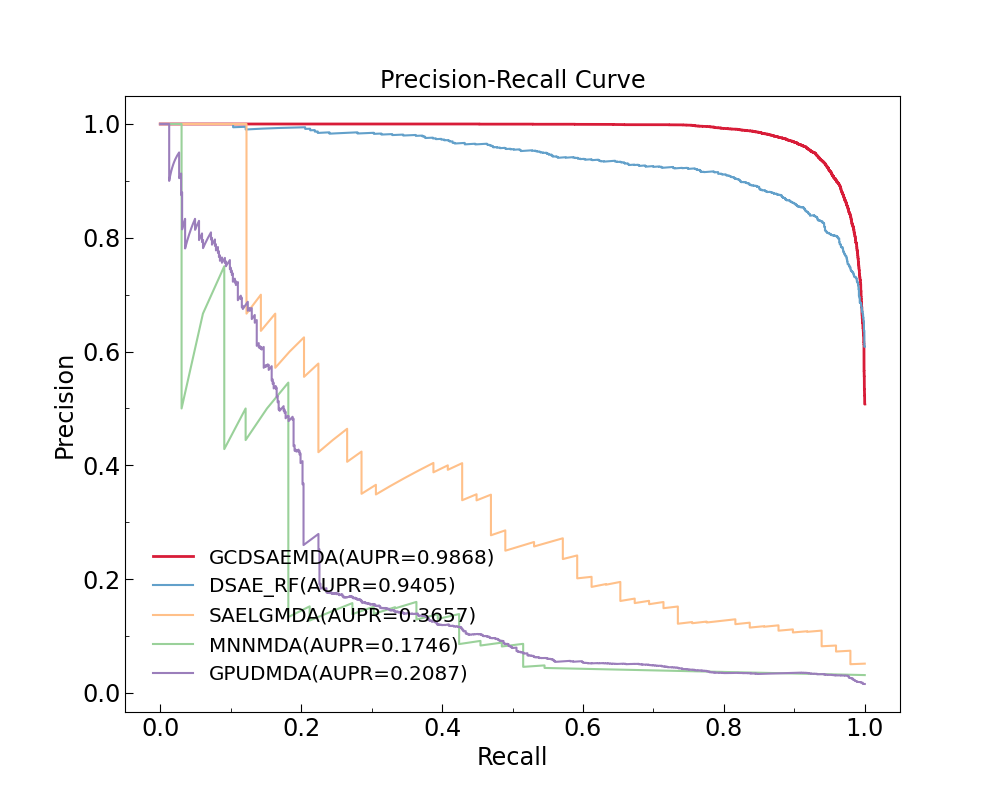 Precision-Recall Curve
1.0
0.8
0.6
0.4
0.2
0.0
Precision
GCDSAEMDA(AUPR=0.9868)
DSAE_RF(AUPR=0.9405)
SAELGMDA(AUPR=0.3657)
MNNMDA(AUPR=0.1746)
GPUDMDA(AUPR=0.2087)
0.0 0.2 0.4 0.6 0.8 1.0
Recall